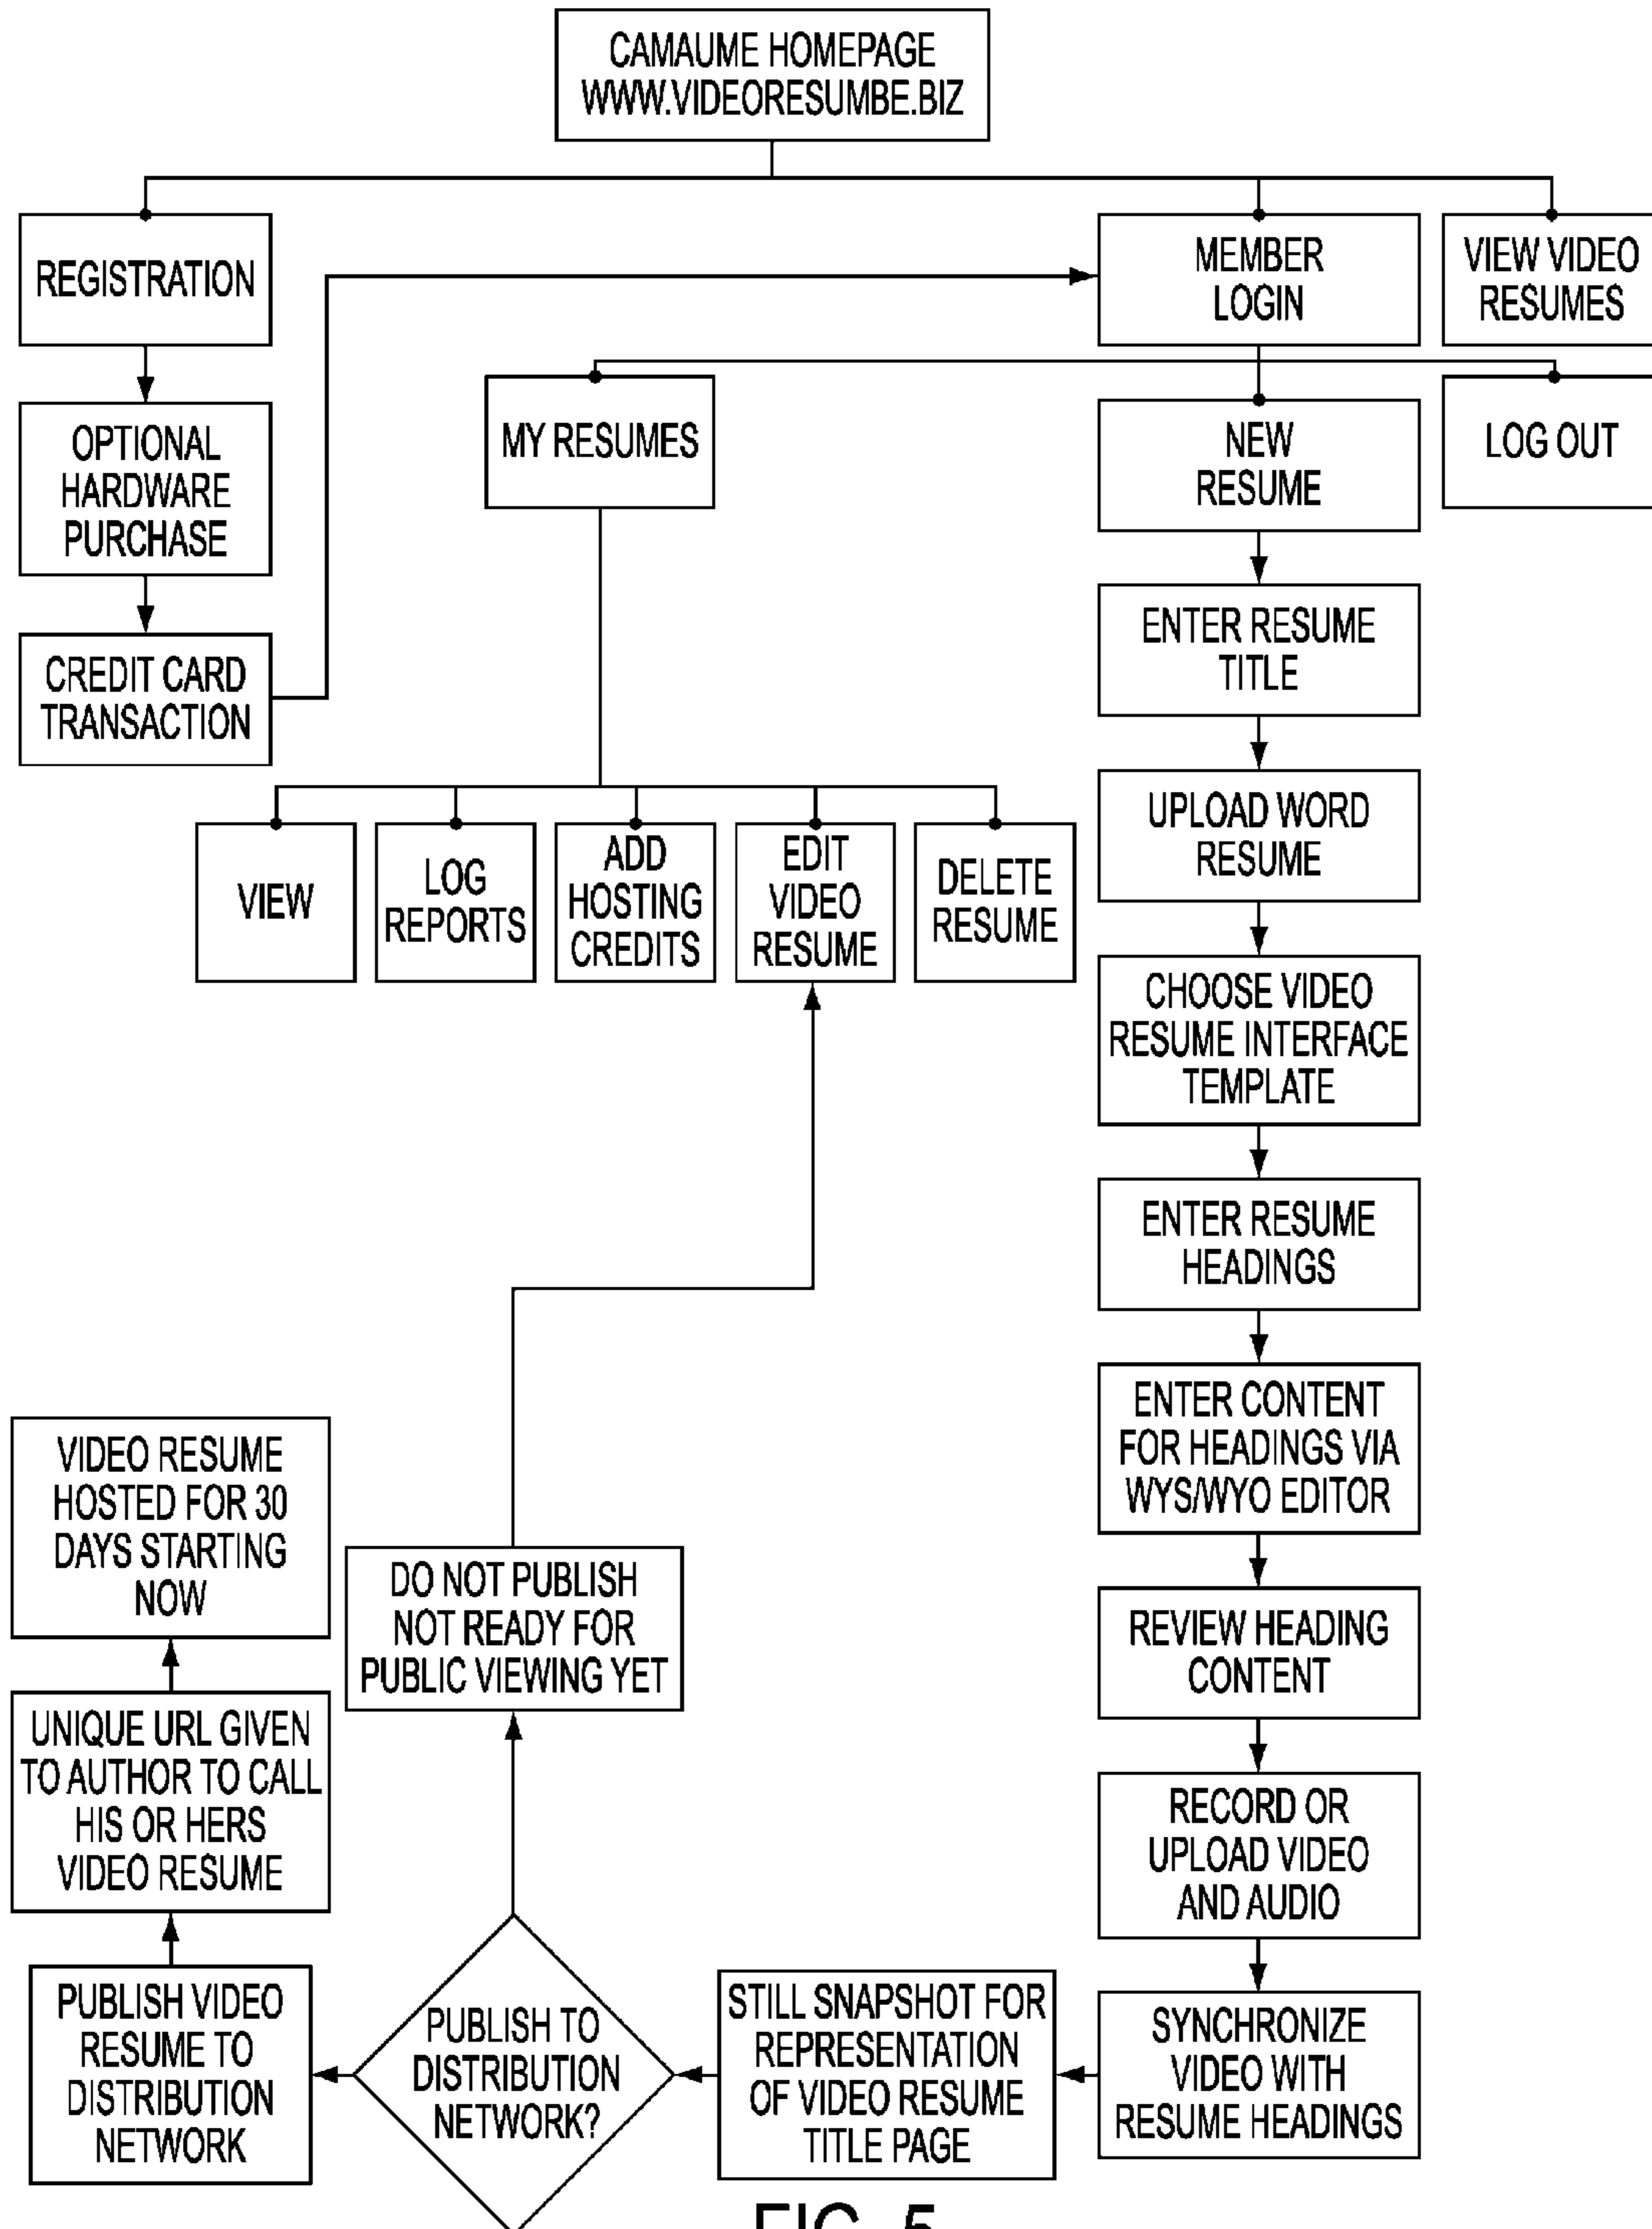 CAMAUME HOMEPAGE
WWW.VIDEORESUMBE.BIZ
REGISTRATION
MEMBER
LOGIN
VIEW VIDEO
RESUMES
OPTIONAL
HARDWARE
PURCHASE
MY RESUMES
NEW
RESUME
LOG OUT
CREDIT CARD
TRANSACTION
ENTER RESUME
TITLE
UPLOAD WORD
RESUME
VIEW
LOG
REPORTS
ADD
HOSTING
CREDITS
EDIT
VIDEO
RESUME
DELETE
RESUME
CHOOSE VIDEO
RESUME INTERFACE
TEMPLATE
ENTER RESUME
HEADINGS
ENTER CONTENT
FOR HEADINGS VIA
WYS/WYO EDITOR
REVIEW HEADING
CONTENT
RECORD OR
UPLOAD VIDEO
AND AUDIO
SYNCHRONIZE
VIDEO WITH
RESUME HEADINGS
STILL SNAPSHOT FOR
REPRESENTATION
OF VIDEO RESUME
TITLE PAGE
PUBLISH TO
DISTRIBUTION
NETWORK?
DO NOT PUBLISH
NOT READY FOR
PUBLIC VIEWING YET
PUBLISH VIDEO
RESUME TO
DISTRIBUTION
NETWORK
UNIQUE URL GIVEN
TO AUTHOR TO CALL
HIS OR HERS
VIDEO RESUME
VIDEO RESUME
HOSTED FOR 30
DAYS STARTING
NOW
FIG. 5